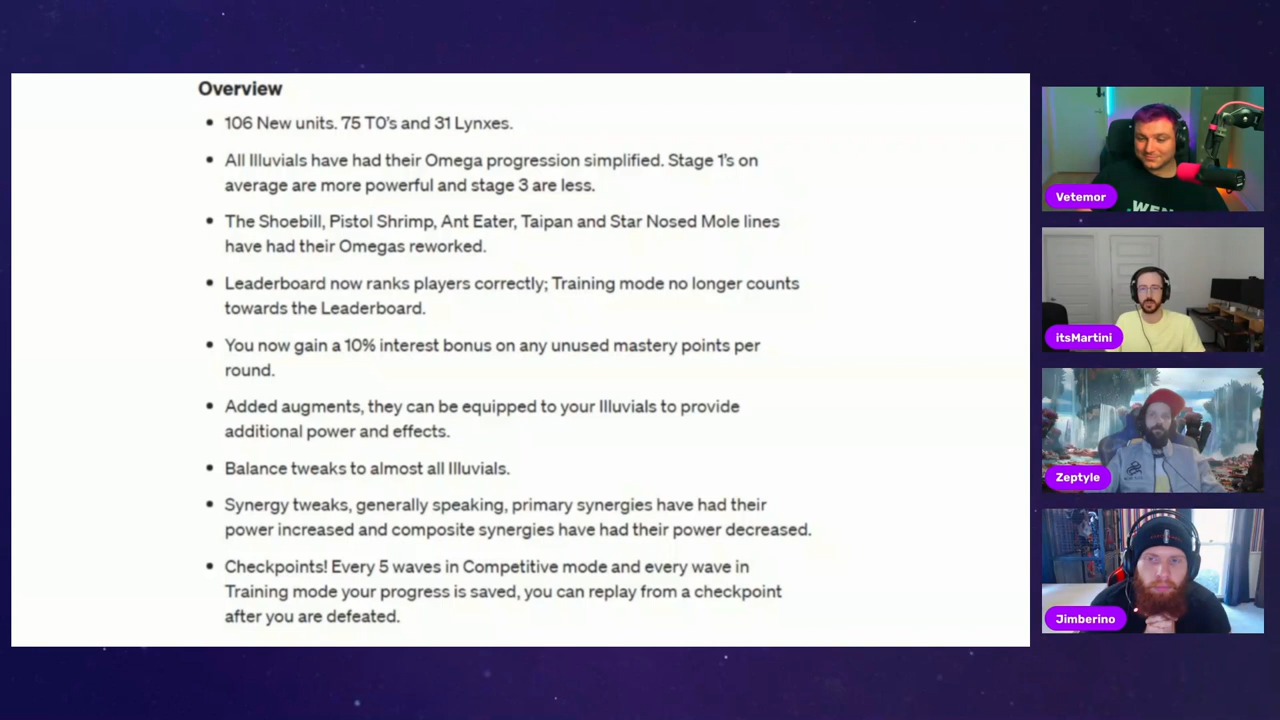 Overview
• 106 New units. 75 T0's and 31 Lynxes.
• All Illuvials have had their Omega progression simplified. Stage 1's on
average are more powerful and stage 3 are less.
• The Shoebill, Pistol Shrimp, Ant Eater, Taipan and Star Nosed Mole lines
have had their Omegas reworked.
• Leaderboard now ranks players correctly; Training mode no longer counts
towards the Leaderboard.
• You now gain a 10% interest bonus on any unused mastery points per
round.
• Added augments, they can be equipped to your Illuvials to provide
additional power and effects.
• Balance tweaks to almost all Illuvials.
• Synergy tweaks, generally speaking, primary synergies have had their
power increased and composite synergies have had their power decreased.
• Checkpoints! Every 5 waves in Competitive mode and every wave in
Training mode your progress is saved, you can replay from a checkpoint
after you are defeated.
Vetemor
itsMartini
Zeptyle
Jimberino